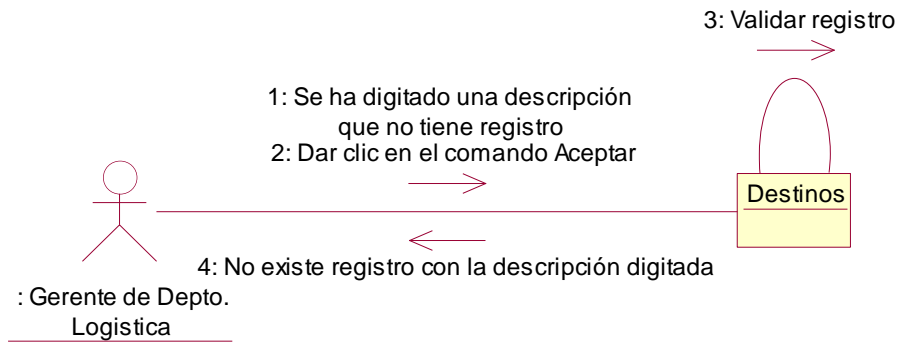 3: Validar registro
1: Se ha digitado una descripción
que no tiene registro
2: Dar clic en el comando Aceptar
Destinos
4: No existe registro con la descripción digitada
: Gerente de Depto.
Logistica